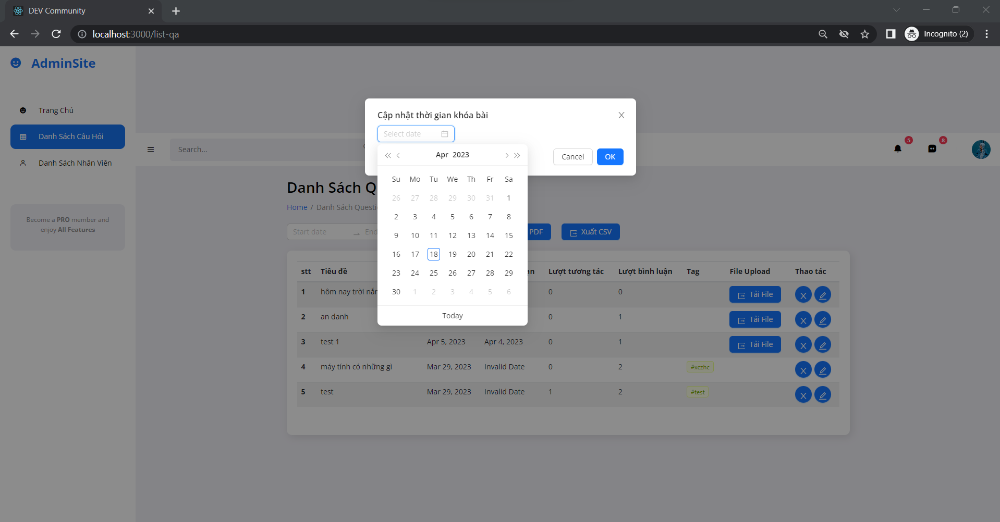 DEV Community
localhost:3000/list-qa
Incognito (2)
AdminSite
Trang Chủ
Danh Sách Câu Hỏi
Danh Sách Nhân Viên
Become a PRO member and
enjoy All Features
Search...
5
8
Cập nhật thời gian khóa bài
Select date
Cancel
OK
Apr 2023
Su Mo Tu We Th Fr Sa
26 27 28 29 30 31 1
2 3 4 5 6 7 8
9 10 11 12 13 14 15
16 17 18 19 20 21 22
23 24 25 26 27 28 29
30 1 2 3 4 5 6
Today
Danh Sách Q
Home / Danh Sách Questi
Start date End
PDF
Xuất CSV
stt Tiêu đề Lượt tương tác Lượt bình luận Tag File Upload Thao tác
1 hôm nay trời 0 0 Tải File
2 an danh 0 1 Tải File
3 test 1 Apr 5, 2023 Apr 4, 2023 0 1 Tải File
4 máy tính có những gì Mar 29, 2023 Invalid Date 0 2 #xczhc
5 test Mar 29, 2023 Invalid Date 1 2 #test